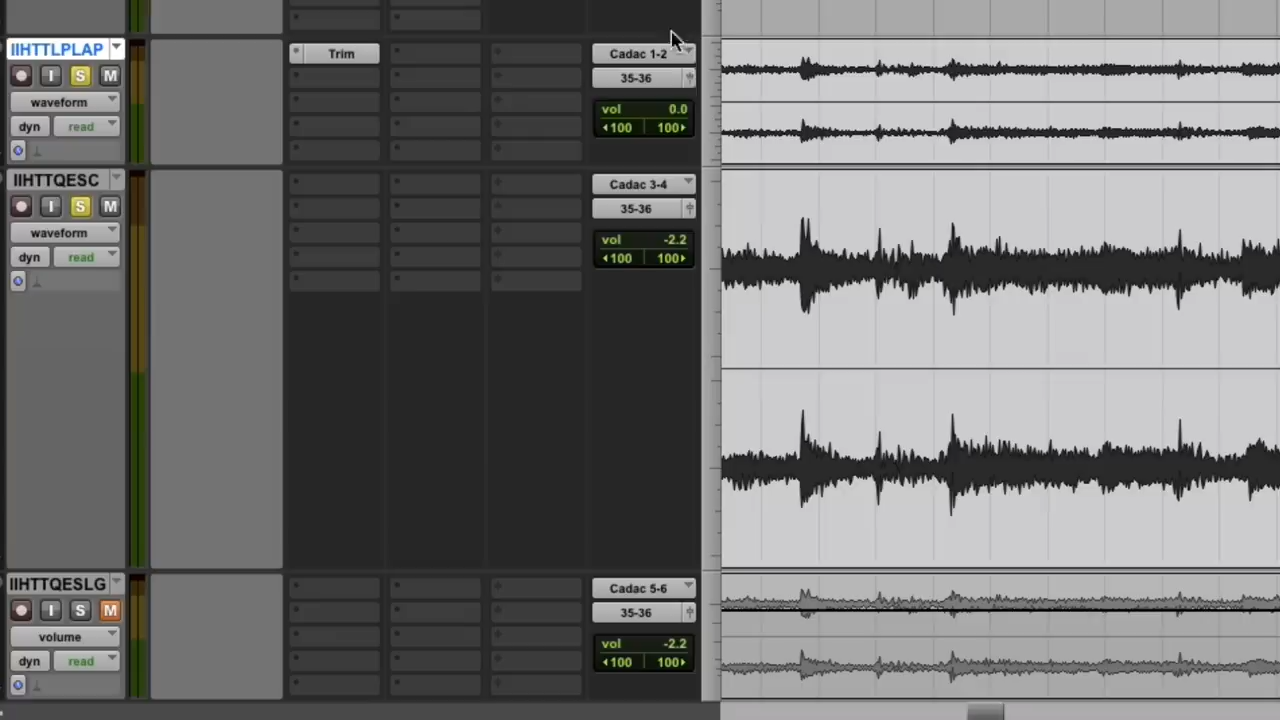 IIHTTLPLAP
Trim
Cadac 1-2
I S M
35-36
waveform
vol 0.0
dyn read
100 100
IIHTTQESC
Cadac 3-4
I S M
35-36
waveform
vol -2.2
dyn read
100 100
IIHTTQESLG
Cadac 5-6
I S M
35-36
volume
vol -2.2
dyn read
100 100